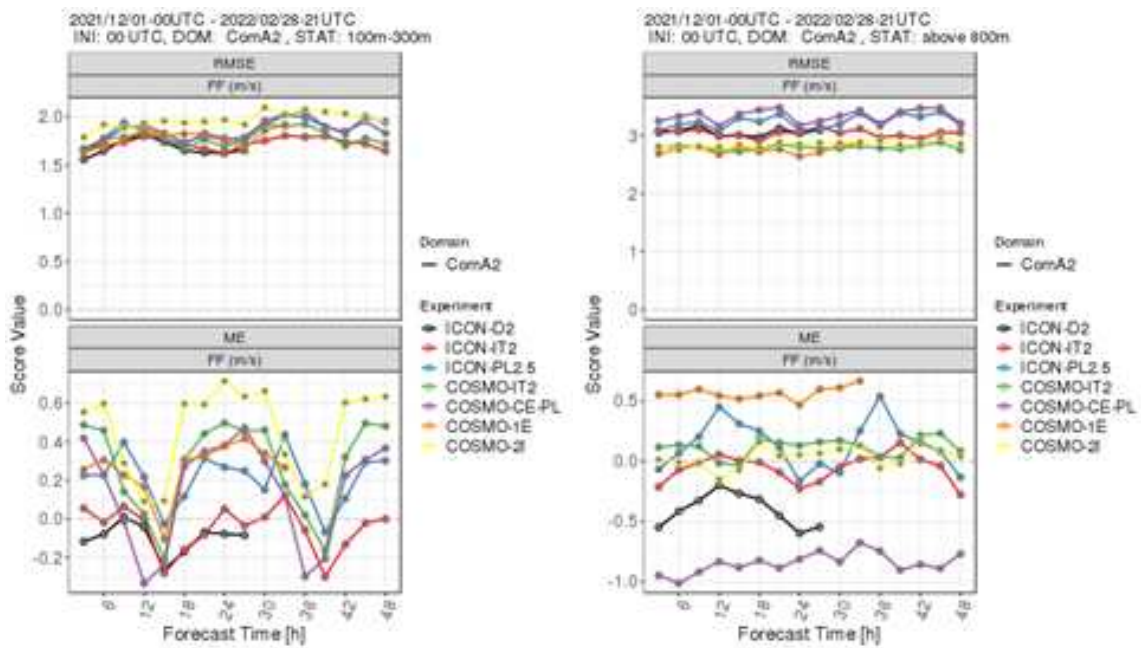 2021/12/01-00UTC - 2022/02/28-21UTC
INI: 00 UTC, DOM: ComA2 , STAT: 100m-300m
RMSE
FF (m/s)
2.0
1.5
1.0
0.5
0.0
ME
FF (m/s)
0.6
0.4
0.2
0.0
-0.2
Score Value
6 12 18 24 30 36 42 48
Forecast Time [h]
Domain
ComA2
Experiment
ICON-D2
ICON-IT2
ICON-PL2.5
COSMO-IT2
COSMO-CE-PL
COSMO-1E
COSMO-2I
2021/12/01-00UTC - 2022/02/28-21UTC
INI: 00 UTC, DOM: ComA2 , STAT: above 800m
RMSE
FF (m/s)
3
2
1
0
ME
FF (m/s)
0.5
0.0
-0.5
-1.0
Score Value
6 12 18 24 30 36 42 48
Forecast Time [h]
Domain
ComA2
Experiment
ICON-D2
ICON-IT2
ICON-PL2.5
COSMO-IT2
COSMO-CE-PL
COSMO-1E
COSMO-2I